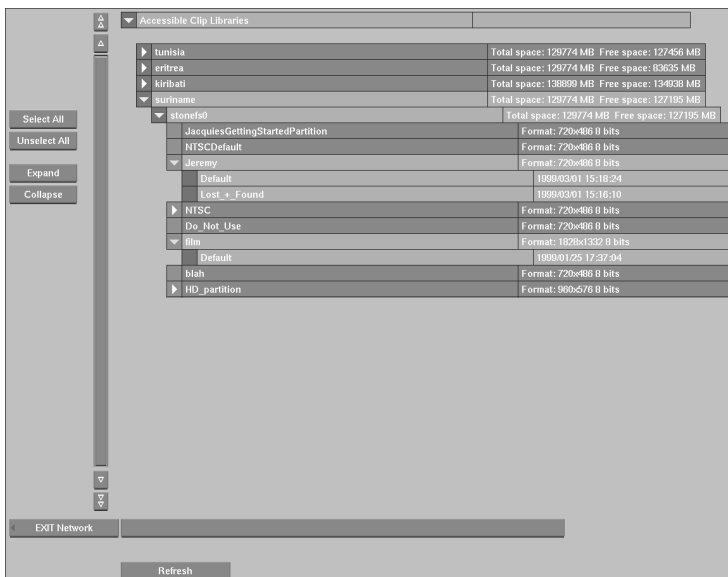 Accessible Clip Libraries
tunisia Total space: 129774 MB Free space: 127456 MB
eritrea Total space: 129774 MB Free space: 83635 MB
kiribati Total space: 138899 MB Free space: 134938 MB
suriname Total space: 129774 MB Free space: 127195 MB
stonefs0 Total space: 129774 MB Free space: 127195 MB
JacquiesGettingStartedPartition Format: 720x486 8 bits
NTSCDefault Format: 720x486 8 bits
Jeremy Format: 720x486 8 bits
Default 1999/03/01 15:18:24
Lost_+_Found 1999/03/01 15:16:10
NTSC Format: 720x486 8 bits
Do_Not_Use Format: 720x486 8 bits
film Format: 1828x1332 8 bits
Default 1999/01/25 17:37:04
blah Format: 720x486 8 bits
HD_partition Format: 960x576 8 bits
Select All
Unselect All
Expand
Collapse
EXIT Network
Refresh